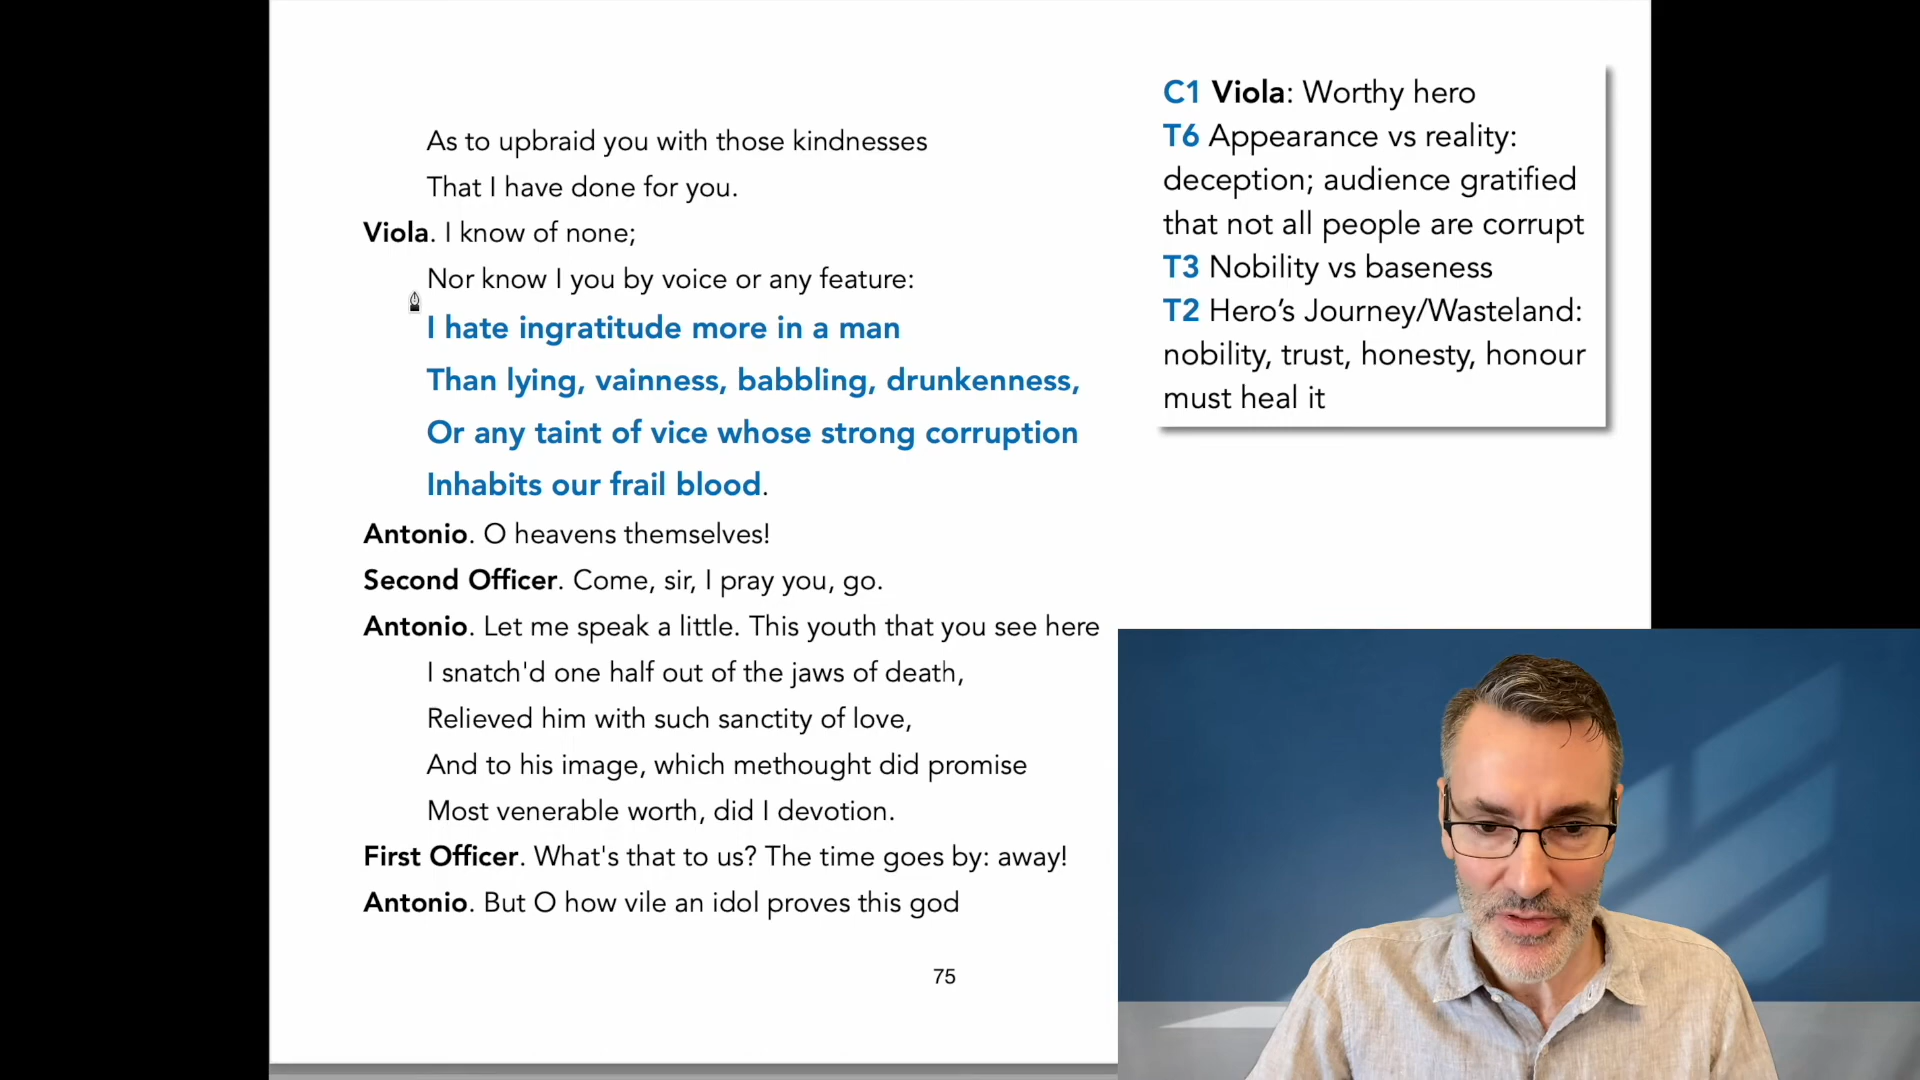 As to upbraid you with those kindnesses
That I have done for you.
Viola. I know of none;
Nor know I you by voice or any feature:
I hate ingratitude more in a man
Than lying, vainness, babbling, drunkenness,
Or any taint of vice whose strong corruption
Inhabits our frail blood.
Antonio. O heavens themselves!
Second Officer. Come, sir, I pray you, go.
Antonio. Let me speak a little. This youth that you see here
I snatch'd one half out of the jaws of death,
Relieved him with such sanctity of love,
And to his image, which methought did promise
Most venerable worth, did I devotion.
First Officer. What's that to us? The time goes by: away!
Antonio. But O how vile an idol proves this god
75
C1 Viola: Worthy hero
T6 Appearance vs reality:
deception; audience gratified
that not all people are corrupt
T3 Nobility vs baseness
T2 Hero’s Journey/Wasteland:
nobility, trust, honesty, honour
must heal it